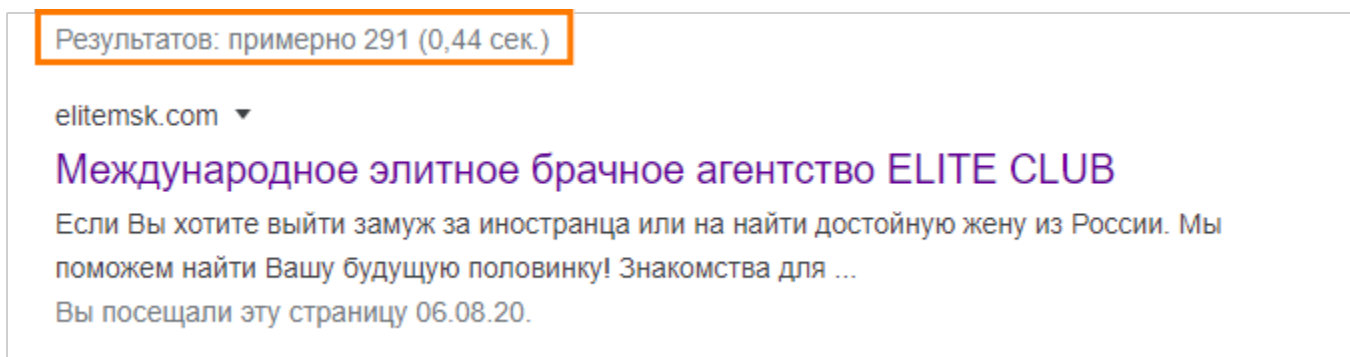 Результатов: примерно 291 (0,44 сек.)
elitemsk.com
Международное элитное брачное агентство ELITE CLUB
Если Вы хотите выйти замуж за иностранца или на найти достойную жену из России. Мы
поможем найти Вашу будущую половинку! Знакомства для ...
Вы посещали эту страницу 06.08.20.